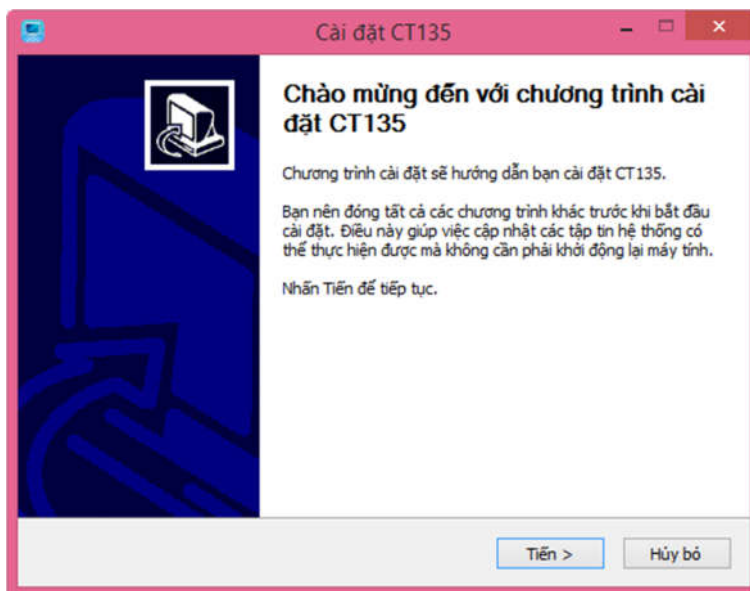 Cài đặt CT135
Chào mừng đến với chương trình cài
đặt CT135
Chương trình cài đặt sẽ hướng dẫn bạn cài đặt CT135.
Bạn nên đóng tất cả các chương trình khác trước khi bắt đầu
cài đặt. Điều này giúp việc cập nhật các tập tin hệ thống có
thể thực hiện được mà không cần phải khởi động lại máy tính.
Nhấn Tiến để tiếp tục.
Tiến >
Hủy bỏ